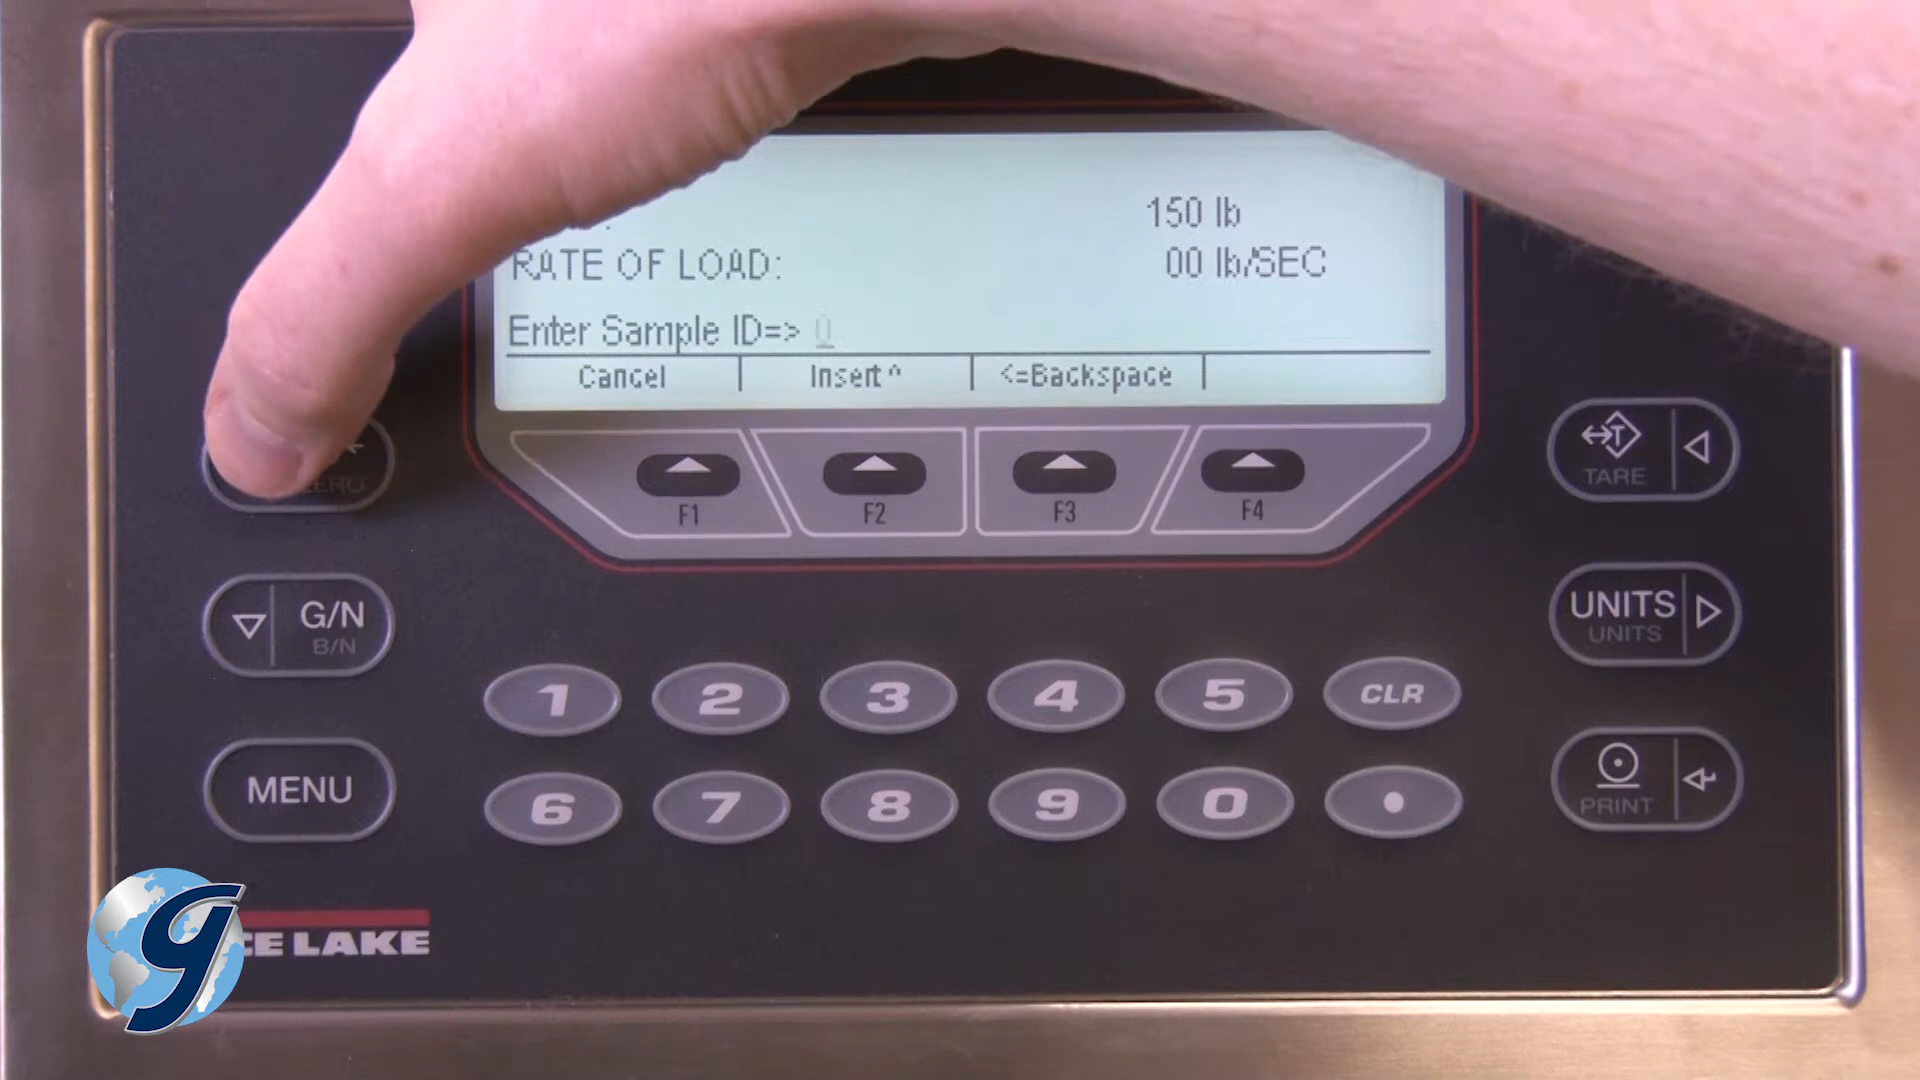 150 lb
RATE OF LOAD: 00 lb/SEC
Enter Sample ID=> 0
Cancel Insert^ <=Backspace
F1 F2 F3 F4
ZERO
TARE
G/N
B/N
UNITS
UNITS
1 2 3 4 5 CLR
MENU
6 7 8 9 0 .
PRINT
g
LAKE